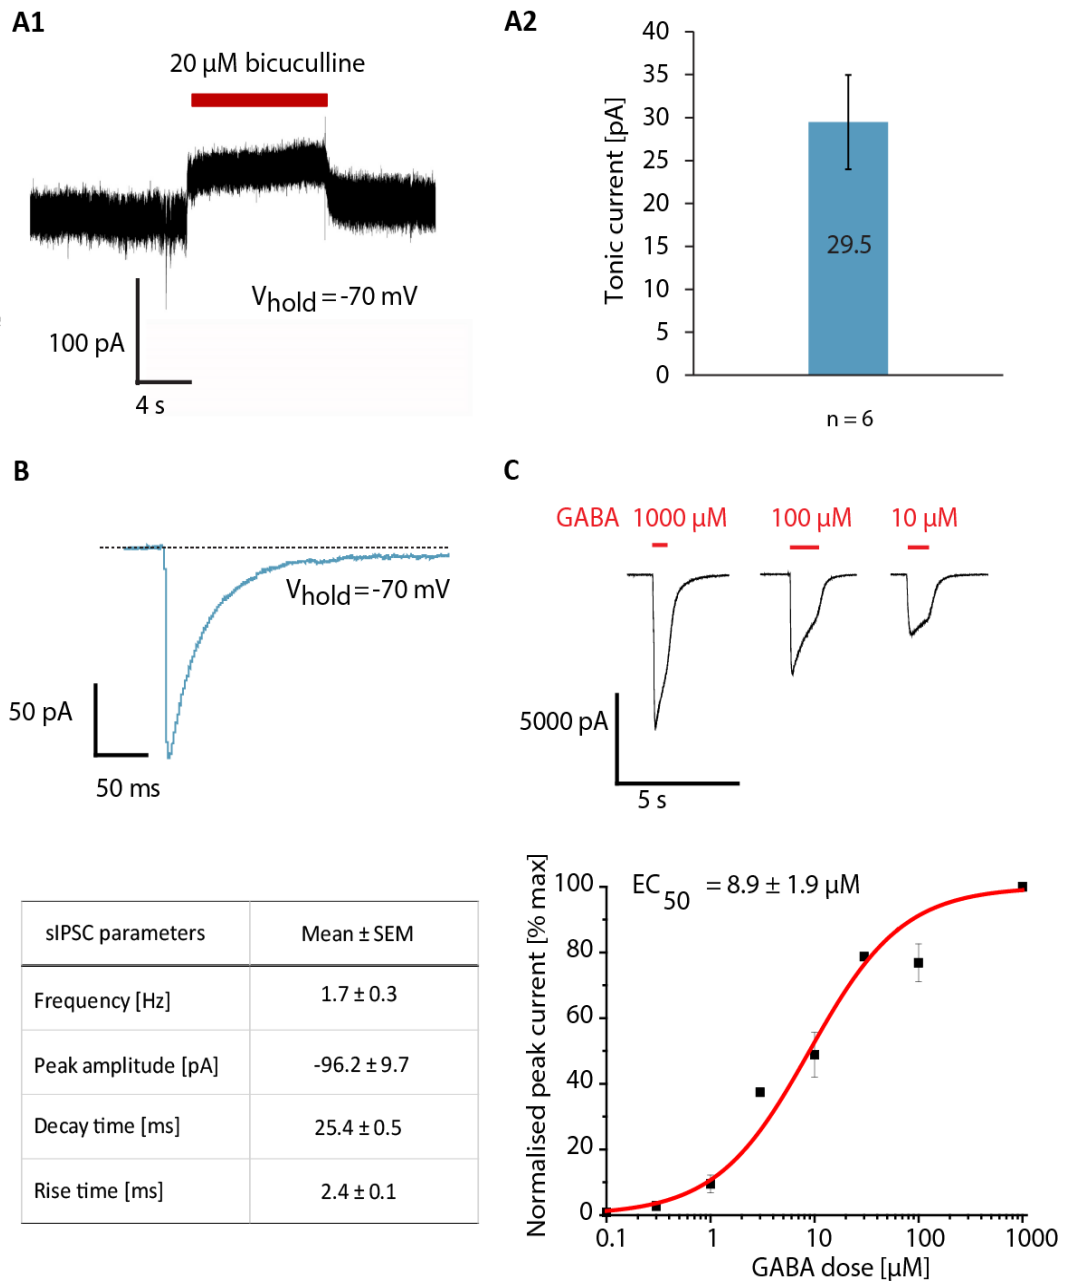 A1
20 µM bicuculline
V hold = -70 mV
100 pA
4 s
A2
Tonic current [pA]
40
35
30
25
20
15
10
5
0
29.5
n = 6
B
V hold = -70 mV
50 pA
50 ms
sIPSC parameters Mean ± SEM
Frequency [Hz] 1.7 ± 0.3
Peak amplitude [pA] -96.2 ± 9.7
Decay time [ms] 25.4 ± 0.5
Rise time [ms] 2.4 ± 0.1
C
GABA 1000 µM 100 µM 10 µM
5000 pA
5 s
Normalised peak current [% max]
EC 50 = 8.9 ± 1.9 µM
100
80
60
40
20
0
0.1 1 10 100 1000
GABA dose [µM]